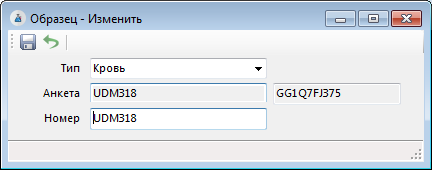 Образец - Изменить
Тип Кровь
Анкета UDM318 GG1Q7FJ375
Номер UDM318